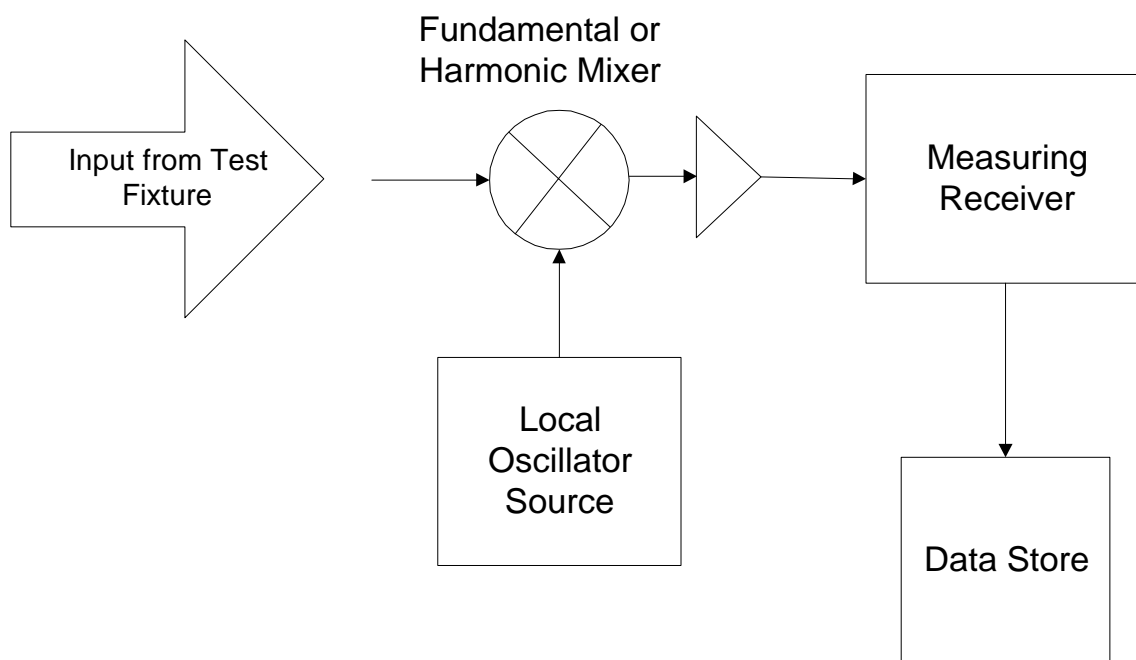 Fundamental or
Harmonic Mixer
Input from Test
Fixture
Measuring
Receiver
Local
Oscillator
Source
Data Store